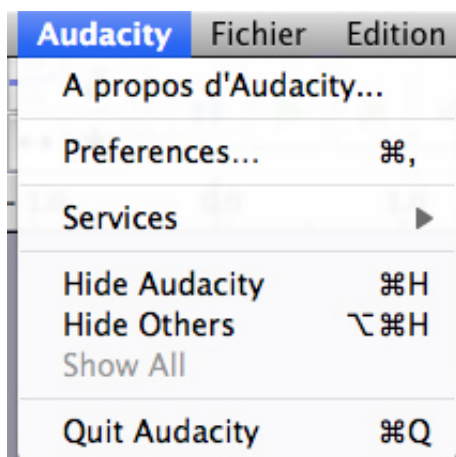 Audacity Fichier Edition
A propos d'Audacity...
Preferences... ⌘,
Services ▶
Hide Audacity ⌘H
Hide Others ⌥⌘H
Show All
Quit Audacity ⌘Q